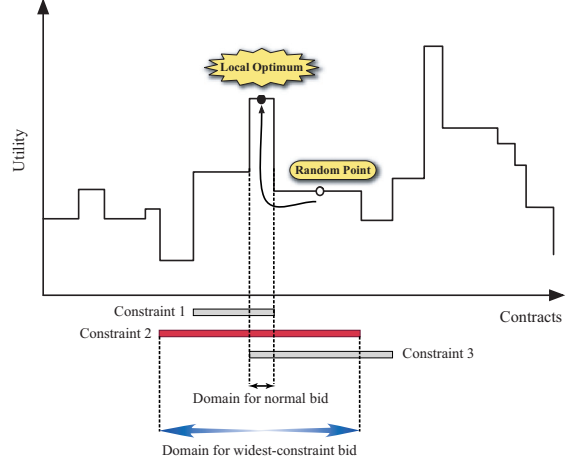 Local Optimum
Random Point
Utility
Contracts
Constraint 1
Constraint 2
Constraint 3
Domain for normal bid
Domain for widest-constraint bid